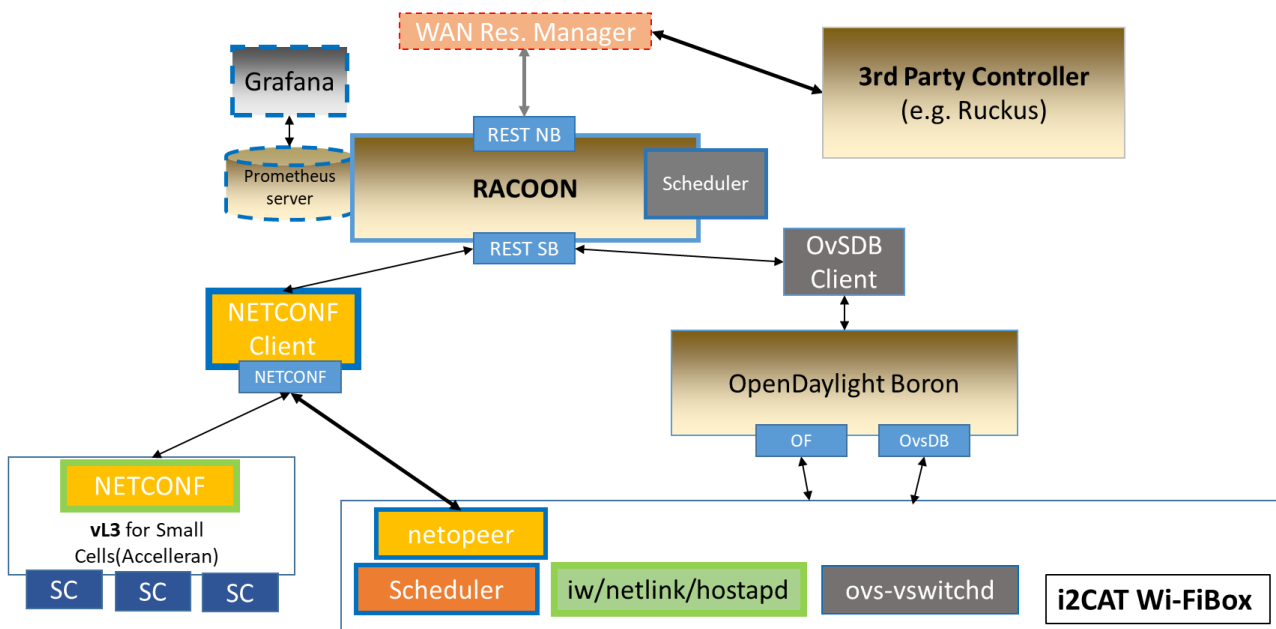 WAN Res. Manager
Grafana
3rd Party Controller
(e.g. Ruckus)
REST NB
Prometheus
server
RACOON
Scheduler
REST SB
OvSDB
Client
NETCONF
Client
NETCONF
OpenDaylight Boron
OF
OvsDB
NETCONF
vL3 for Small
Cells(Accelleran)
SC
SC
SC
netopeer
Scheduler
iw/netlink/hostapd
ovs-vswitchd
i2CAT Wi-FiBox